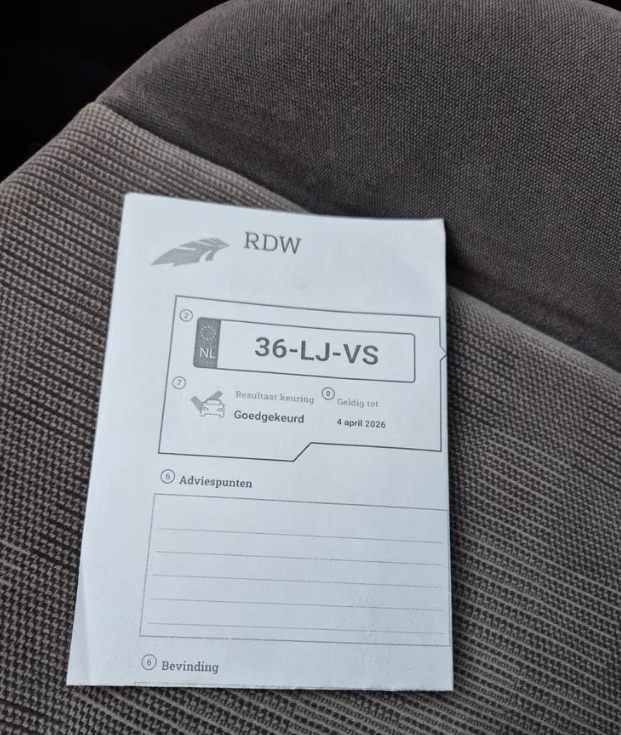 RDW
2
NL
36-LJ-VS
7
Resultaat keuring
Goedgekeurd
8
Geldig tot
4 april 2026
6 Adviespunten
6 Bevinding